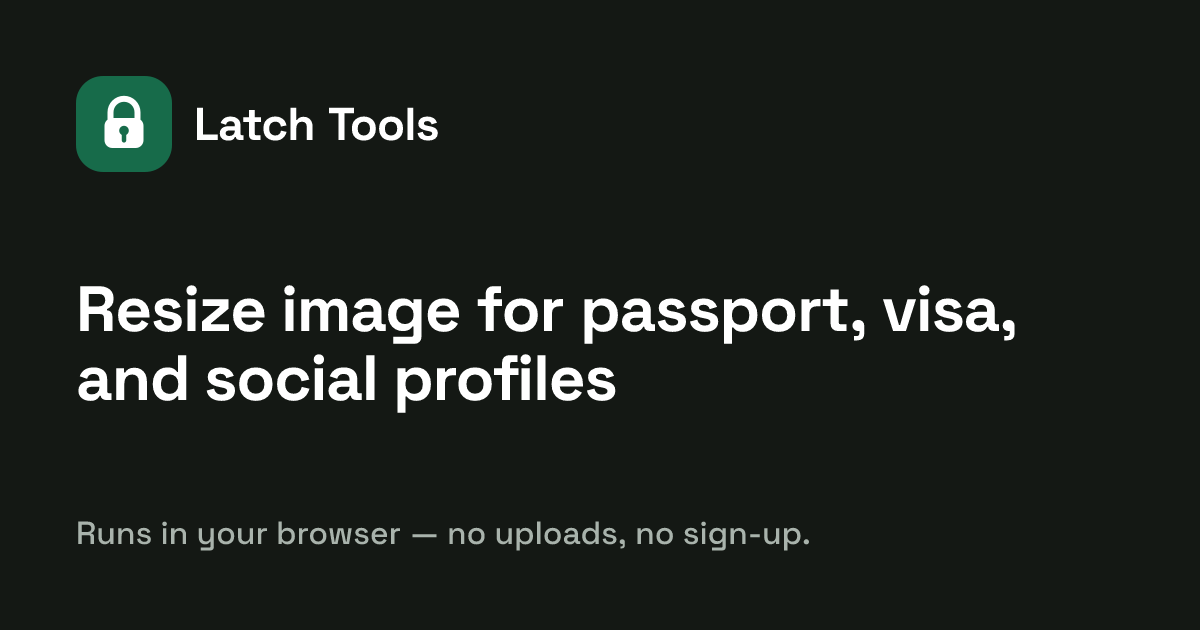 Latch Tools
Resize image for passport, visa,
and social profiles
Runs in your browser — no uploads, no sign-up.